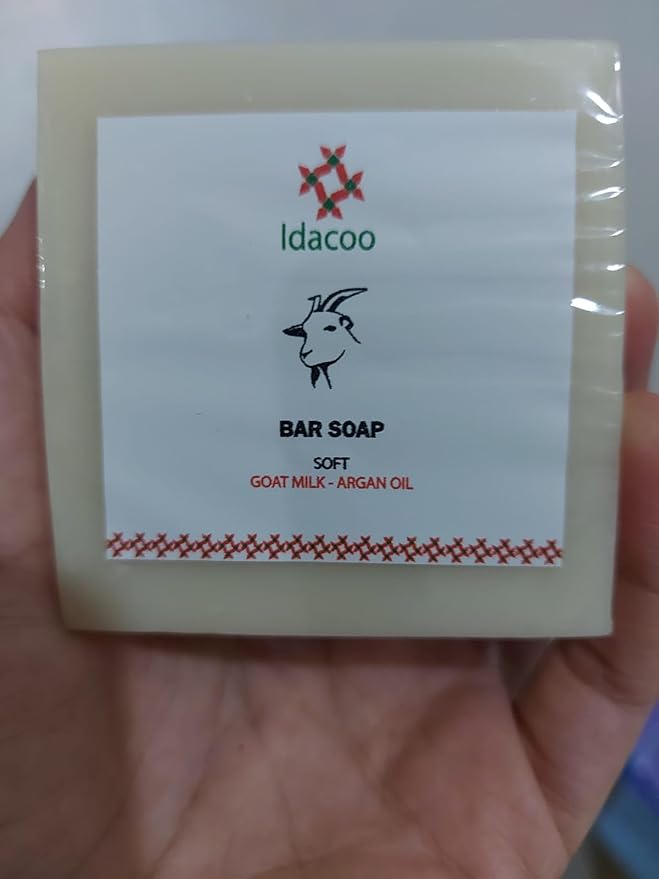 Idacoo
BAR SOAP
SOFT
GOAT MILK - ARGAN OIL